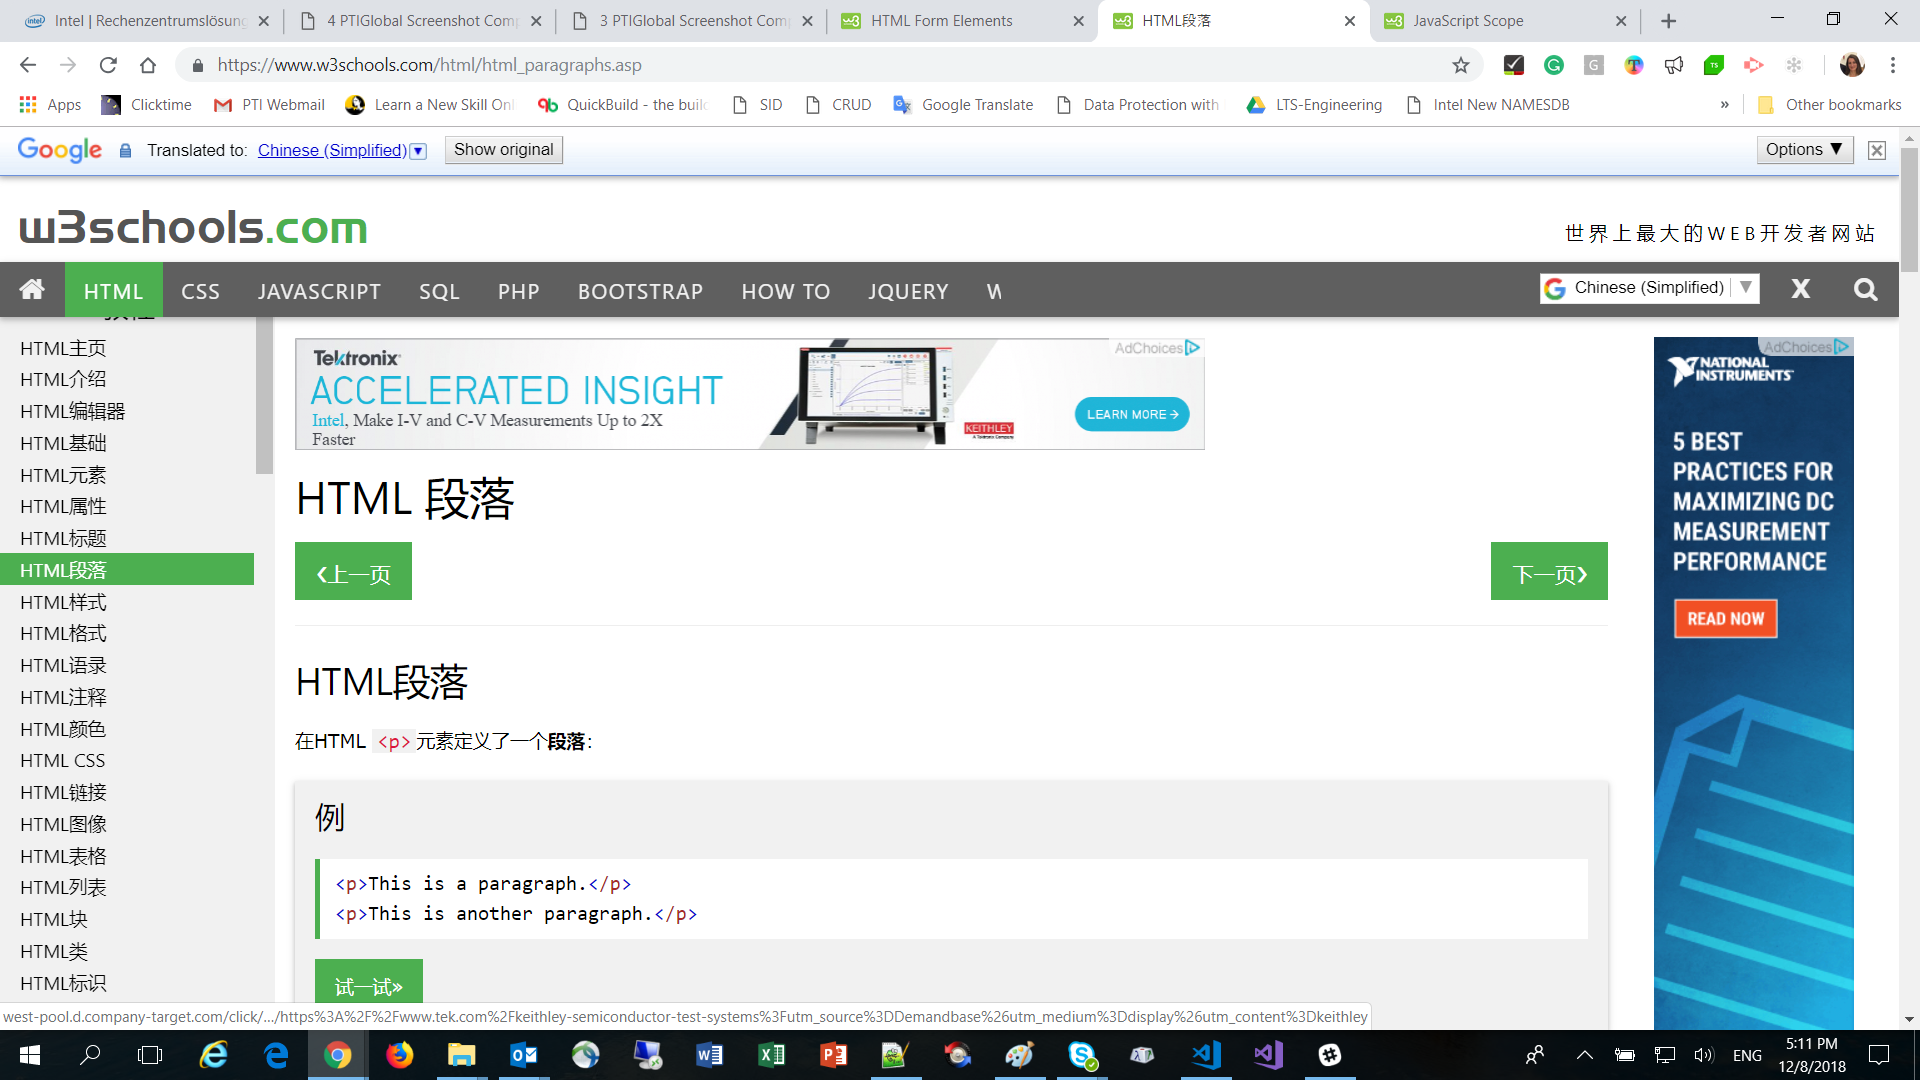 Intel | Rechenzentrumslösung
4 PTIGlobal Screenshot Comp
3 PTIGlobal Screenshot Comp
HTML Form Elements
HTML段落
JavaScript Scope
https://www.w3schools.com/html/html_paragraphs.asp
Apps
Clicktime
PTI Webmail
Learn a New Skill Onl
QuickBuild - the build
SID
CRUD
Google Translate
Data Protection with
LTS-Engineering
Intel New NAMESDB
»
Other bookmarks
Google
Translated to: Chinese (Simplified)▼
Show original
Options ▼
w3schools.com
世界上最大的WEB开发者网站
HTML
CSS
JAVASCRIPT
SQL
PHP
BOOTSTRAP
HOW TO
JQUERY
W
Chinese (Simplified) ▼
X
HTML主页
HTML介绍
HTML编辑器
HTML基础
HTML元素
HTML属性
HTML标题
HTML段落
HTML样式
HTML格式
HTML语录
HTML注释
HTML颜色
HTML CSS
HTML链接
HTML图像
HTML表格
HTML列表
HTML块
HTML类
HTML标识
Tektronix
AdChoices
ACCELERATED INSIGHT
Intel, Make I-V and C-V Measurements Up to 2X
Faster
KEITHLEY
A Tektronix Company
LEARN MORE →
HTML 段落
❮上一页
下一页❯
HTML段落
在HTML <p>元素定义了一个段落：
例
<p>This is a paragraph.</p>
<p>This is another paragraph.</p>
试一试»
AdChoices
NATIONAL
INSTRUMENTS
5 BEST
PRACTICES FOR
MAXIMIZING DC
MEASUREMENT
PERFORMANCE
READ NOW
west-pool.d.company-target.com/click/.../https%3A%2F%2Fwww.tek.com%2Fkeithley-semiconductor-test-systems%3Futm_source%3DDemandbase%26utm_medium%3Ddisplay%26utm_content%3Dkeithley
ENG
5:11 PM
12/8/2018